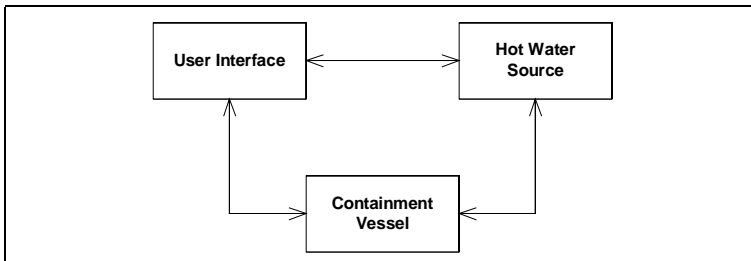 User Interface
Hot Water
Source
Containment
Vessel